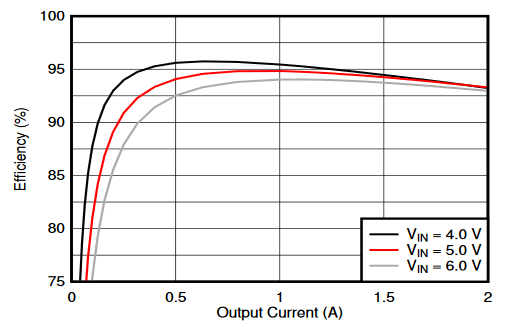 100
95
90
85
80
75
Efficiency (%)
0
0.5
1
1.5
2
Output Current (A)
VIN = 4.0 V
VIN = 5.0 V
VIN = 6.0 V